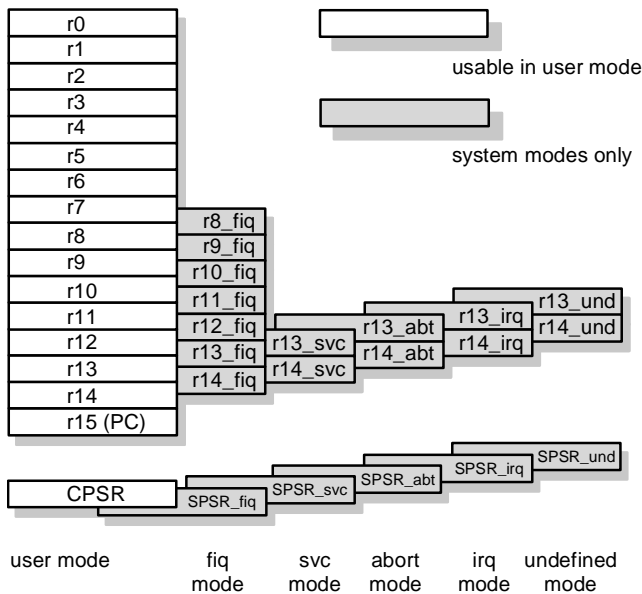 r0
r1
r2
r3
r4
r5
r6
r7
r8
r9
r10
r11
r12
r13
r14
r15 (PC)
usable in user mode
system modes only
r8_fiq
r9_fiq
r10_fiq
r11_fiq
r12_fiq
r13_fiq
r14_fiq
r13_svc
r14_svc
r13_abt
r14_abt
r13_irq
r14_irq
r13_und
r14_und
CPSR
SPSR_fiq
SPSR_svc
SPSR_abt
SPSR_irq
SPSR_und
user mode
fiq
mode
svc
mode
abort
mode
irq
mode
undefined
mode